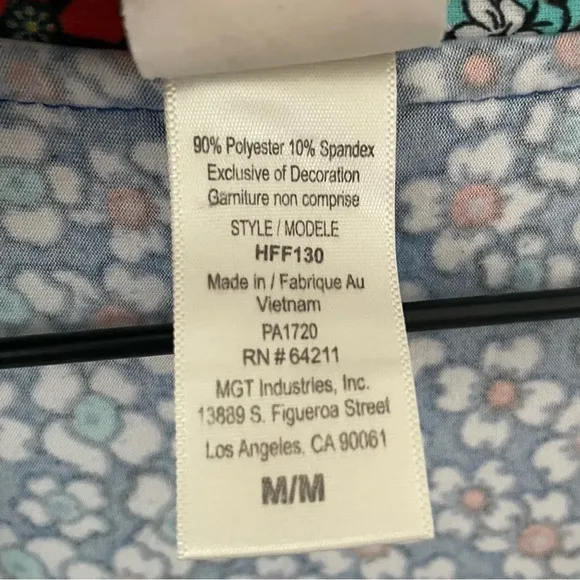 90% Polyester 10% Spandex
Exclusive of Decoration
Garniture non comprise
STYLE / MODELE
HFF130
Made in / Fabrique Au
Vietnam
PA1720
RN # 64211
MGT Industries, Inc.
13889 S. Figueroa Street
Los Angeles, CA 90061
M/M